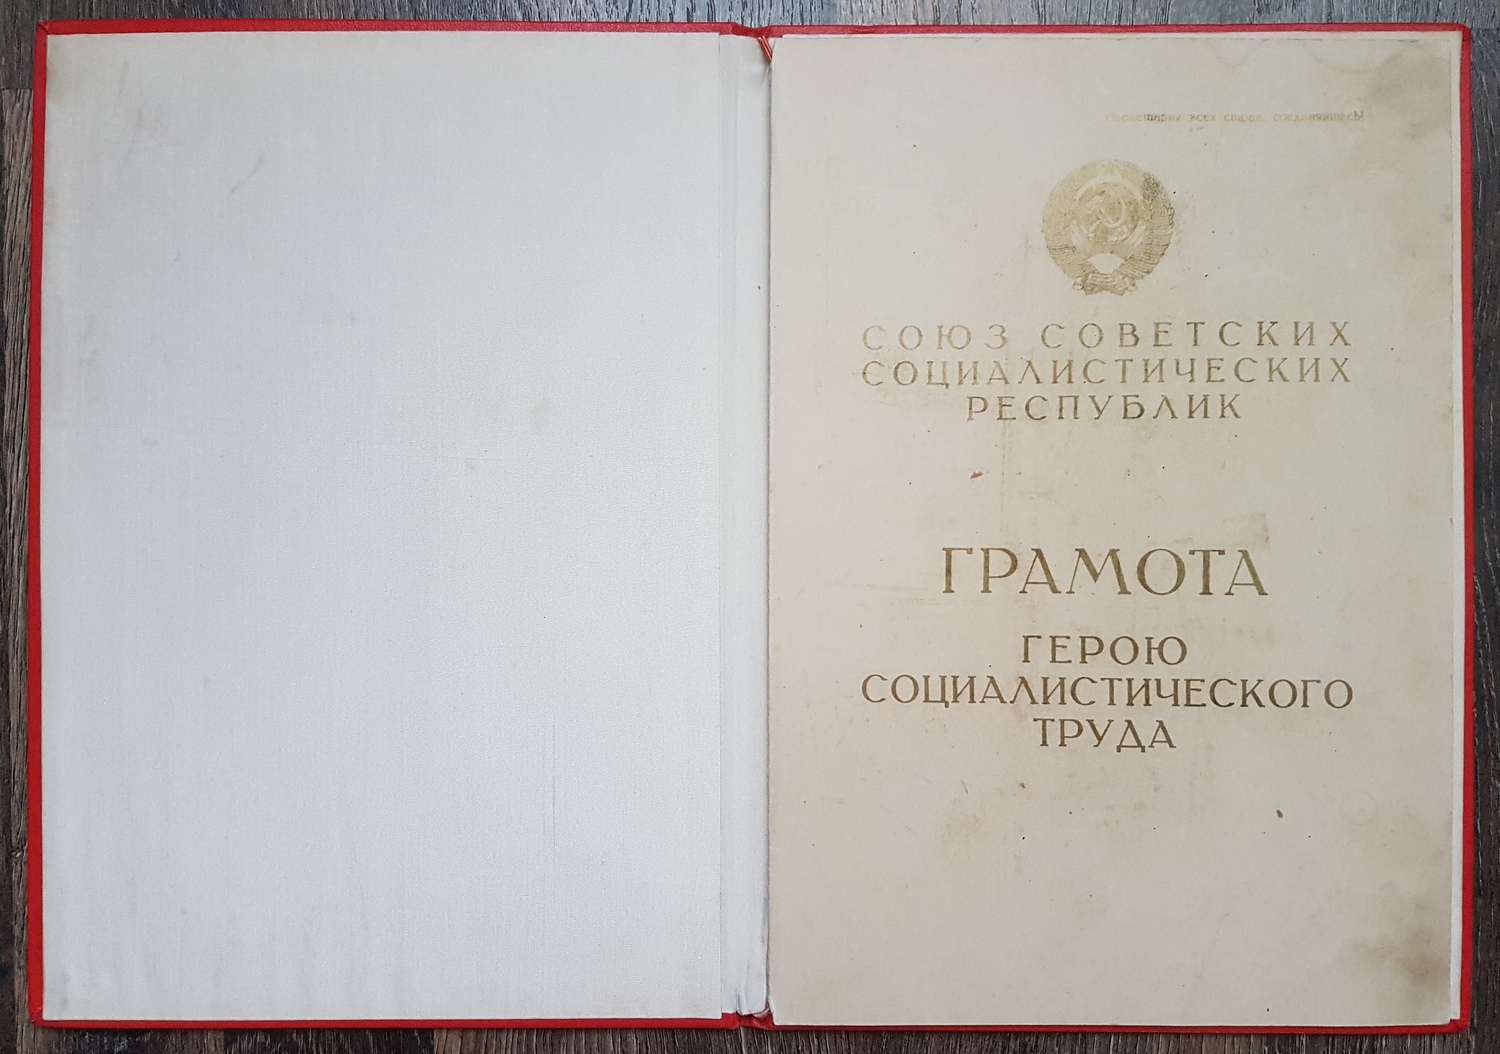 Пролетарии всех стран, соединяйтесь!
СОЮЗ СОВЕТСКИХ
СОЦИАЛИСТИЧЕСКИХ
РЕСПУБЛИК
ГРАМОТА
ГЕРОЮ
СОЦИАЛИСТИЧЕСКОГО
ТРУДА